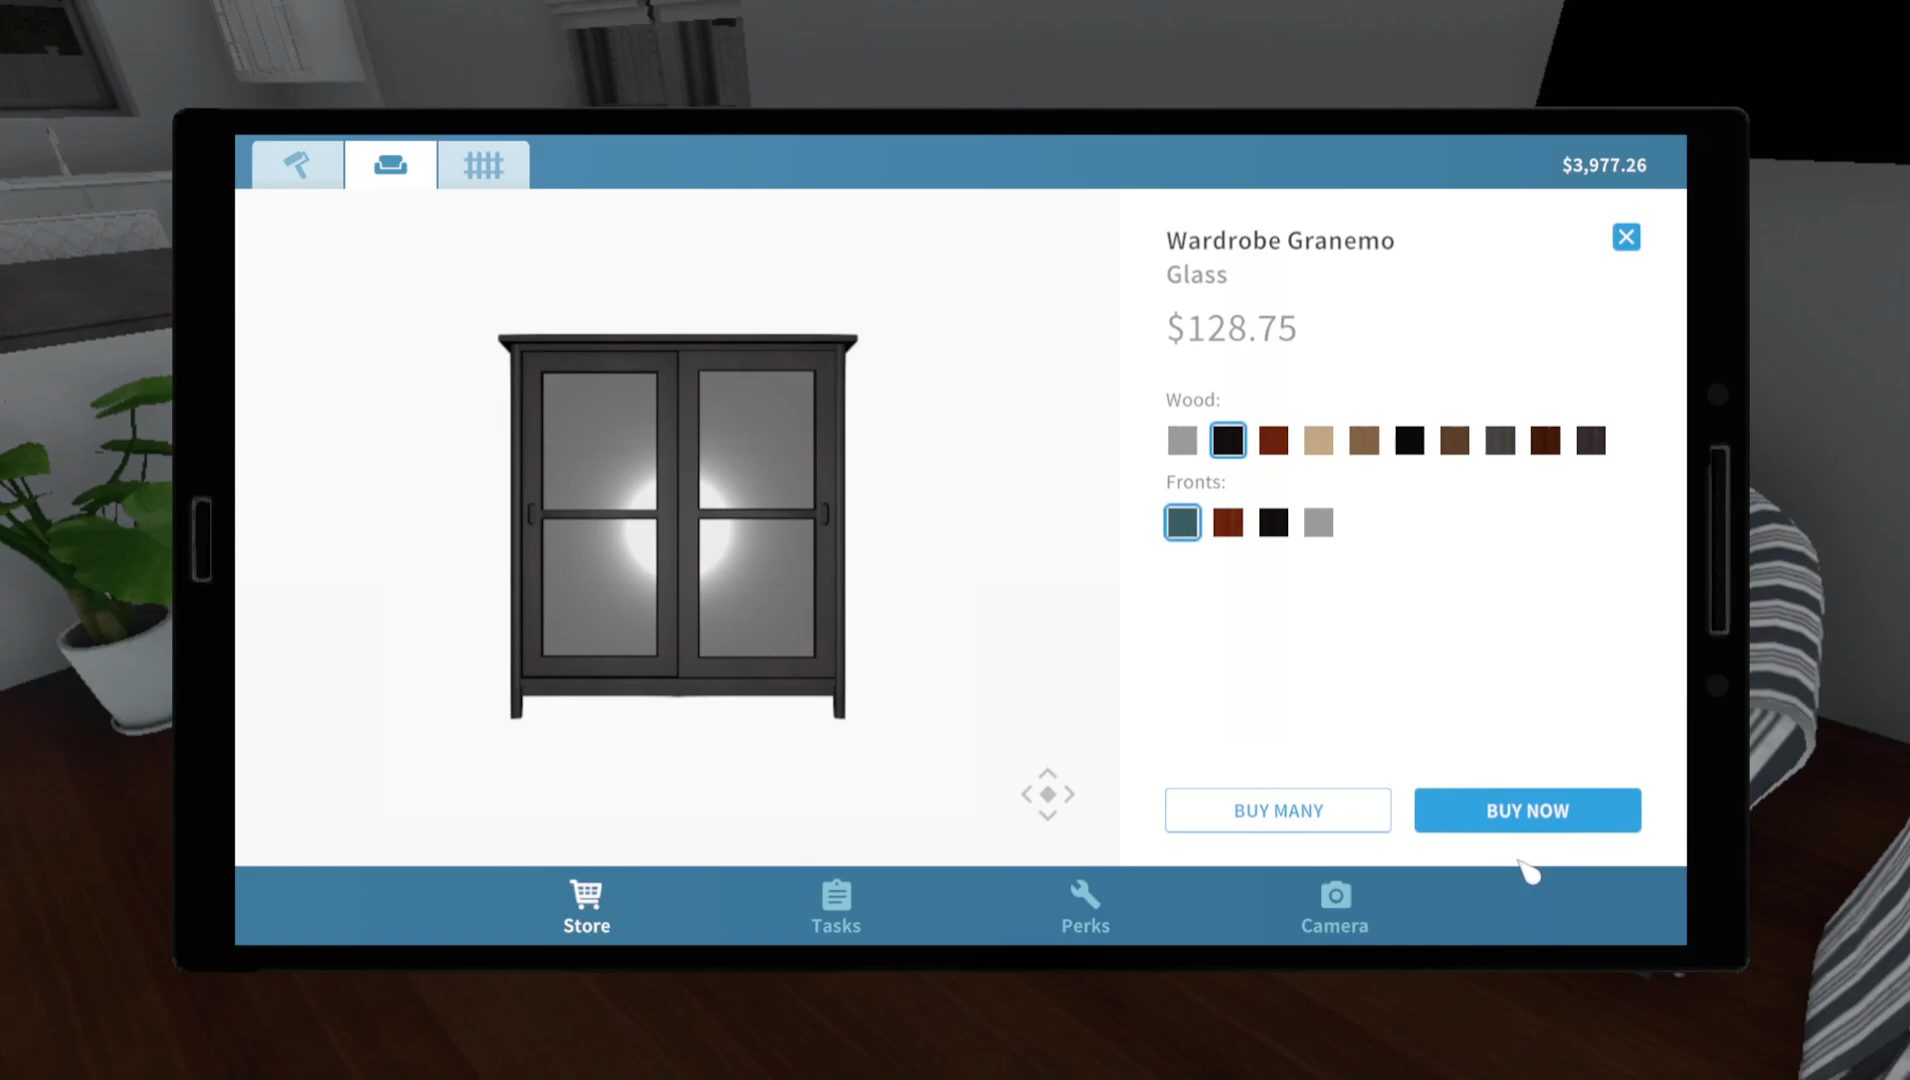 $3,977.26
Wardrobe Granemo
Glass
$128.75
Wood:
Fronts:
BUY MANY
BUY NOW
Store
Tasks
Perks
Camera